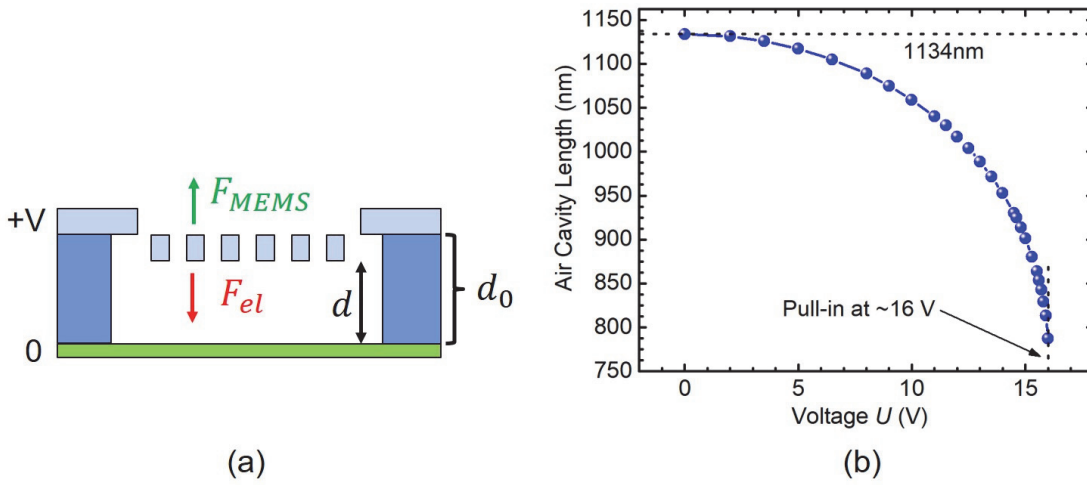 +V
0
F_MEMS
F_el
d
d_0
(a)
Air Cavity Length (nm)
1150
1100
1050
1000
950
900
850
800
750
1134nm
Pull-in at ~16 V
0
5
10
15
Voltage U (V)
(b)